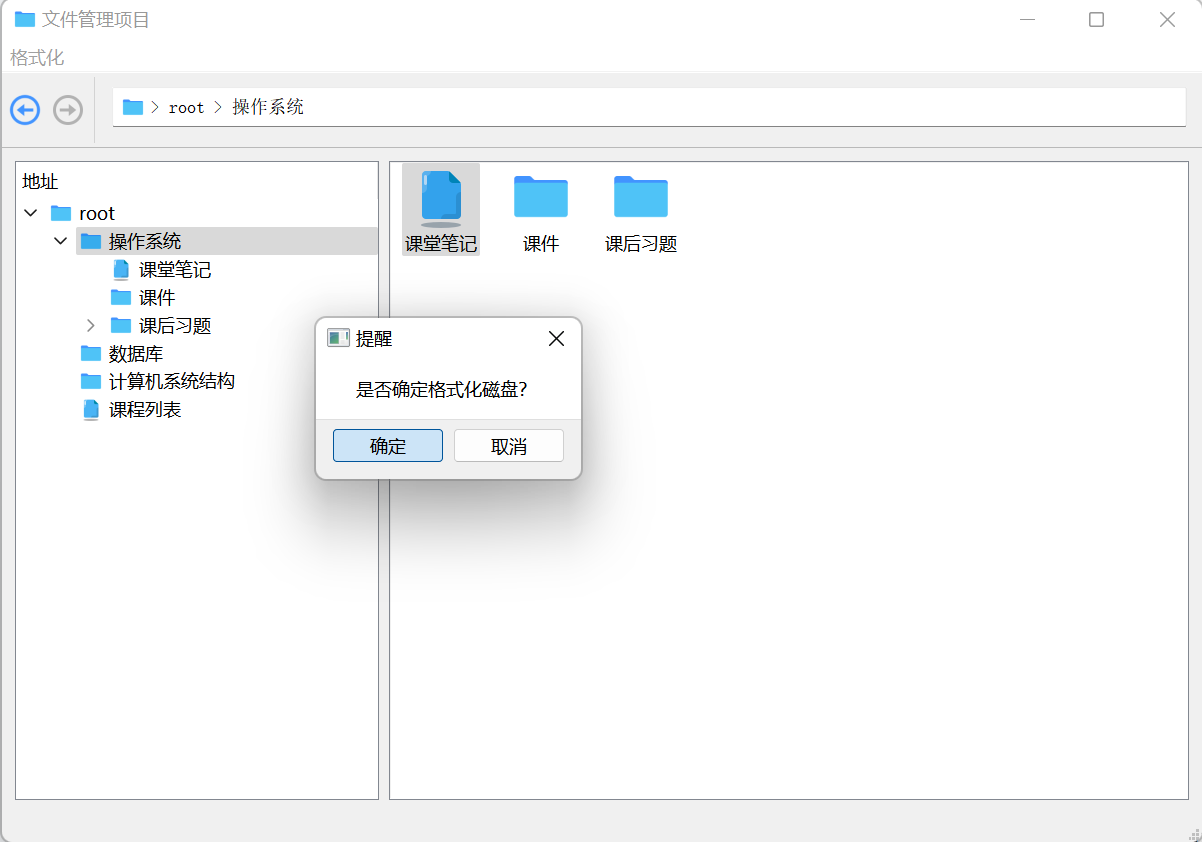 文件管理项目
格式化
root 操作系统
地址
root
操作系统
课堂笔记
课件
课后习题
数据库
计算机系统结构
课程列表
课堂笔记 课件 课后习题
提醒
是否确定格式化磁盘?
确定 取消